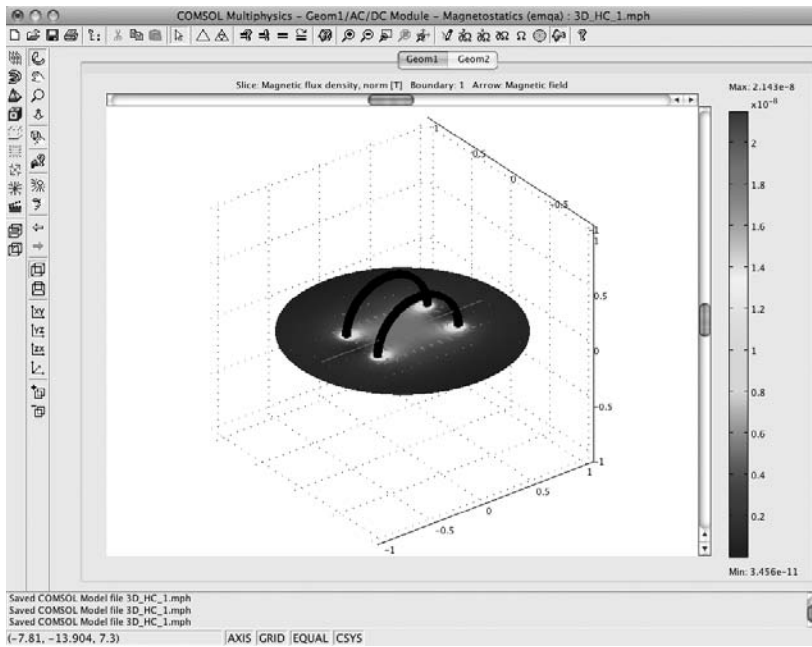 COMSOL Multiphysics – Geom1/AC/DC Module – Magnetostatics (emqa) : 3D_HC_1.mph
Geom1 Geom2
Slice: Magnetic flux density, norm [T] Boundary: 1 Arrow: Magnetic field
Max: 2.143e-8
×10⁻⁸
2
1.8
1.6
1.4
1.2
1
0.8
0.6
0.4
0.2
Min: 3.456e-11
1
0.5
0
-0.5
-1
1
0.5
0
-0.5
-1
-1
-0.5
0
0.5
1
xy
yz
zx
Saved COMSOL Model file 3D_HC_1.mph
Saved COMSOL Model file 3D_HC_1.mph
Saved COMSOL Model file 3D_HC_1.mph
(-7.81, -13.904, 7.3) AXIS GRID EQUAL CSYS